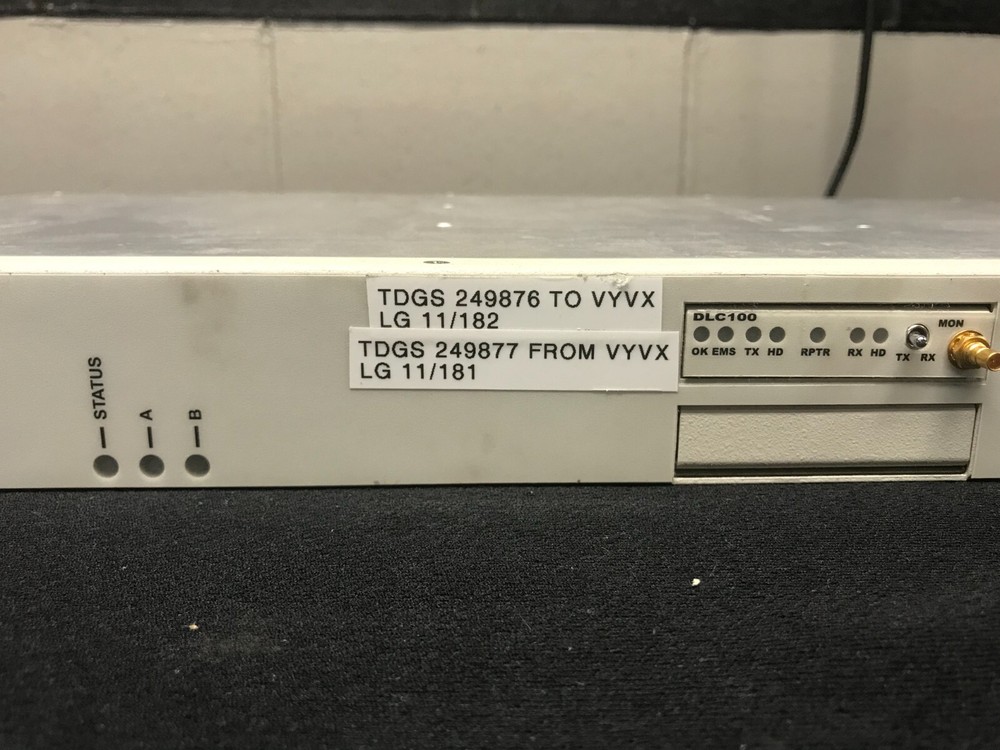 TDGS 249876 TO VYVX
LG 11/182
TDGS 249877 FROM VYVX
LG 11/181
STATUS
A
B
DLC100
MON
OK EMS TX HD RPTR RX HD TX RX